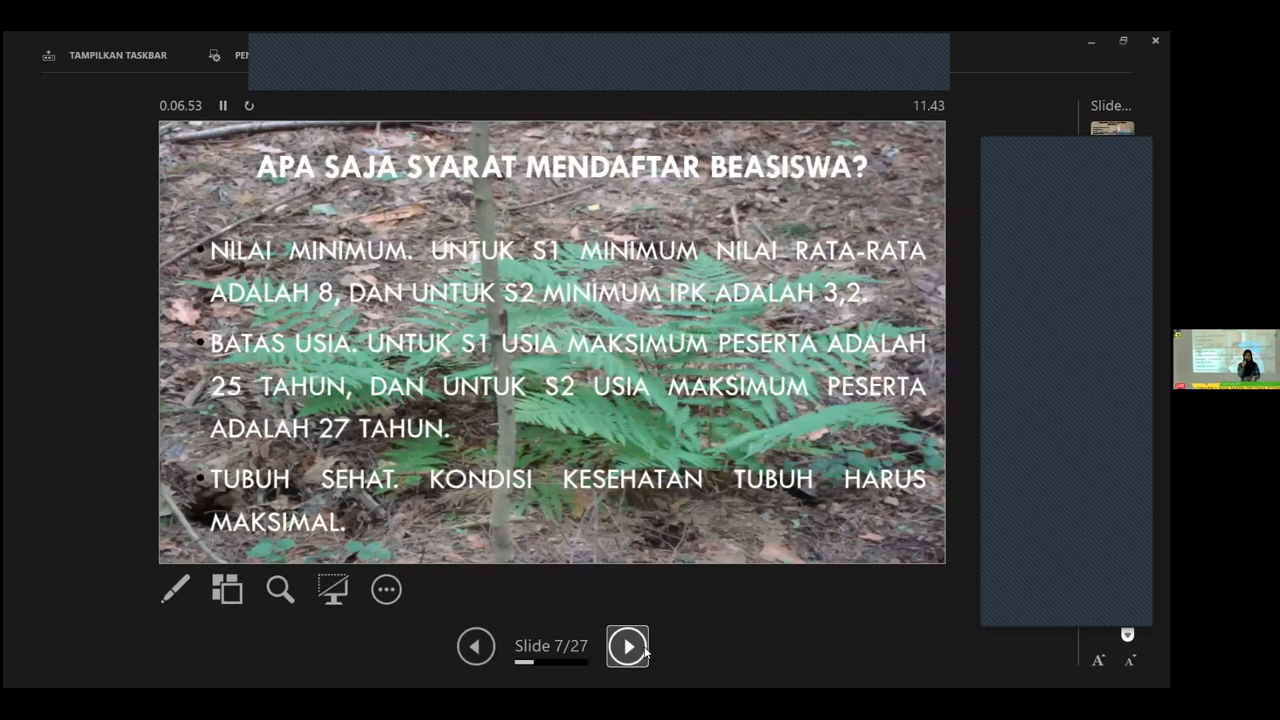 TAMPILKAN TASKBAR
0.06.53
11.43
Slide...
APA SAJA SYARAT MENDAFTAR BEASISWA?
• NILAI MINIMUM. UNTUK S1 MINIMUM NILAI RATA-RATA
ADALAH 8, DAN UNTUK S2 MINIMUM IPK ADALAH 3,2.
• BATAS USIA. UNTUK S1 USIA MAKSIMUM PESERTA ADALAH
25 TAHUN, DAN UNTUK S2 USIA MAKSIMUM PESERTA
ADALAH 27 TAHUN.
• TUBUH SEHAT. KONDISI KESEHATAN TUBUH HARUS
MAKSIMAL.
Slide 7/27
A A
LIVE